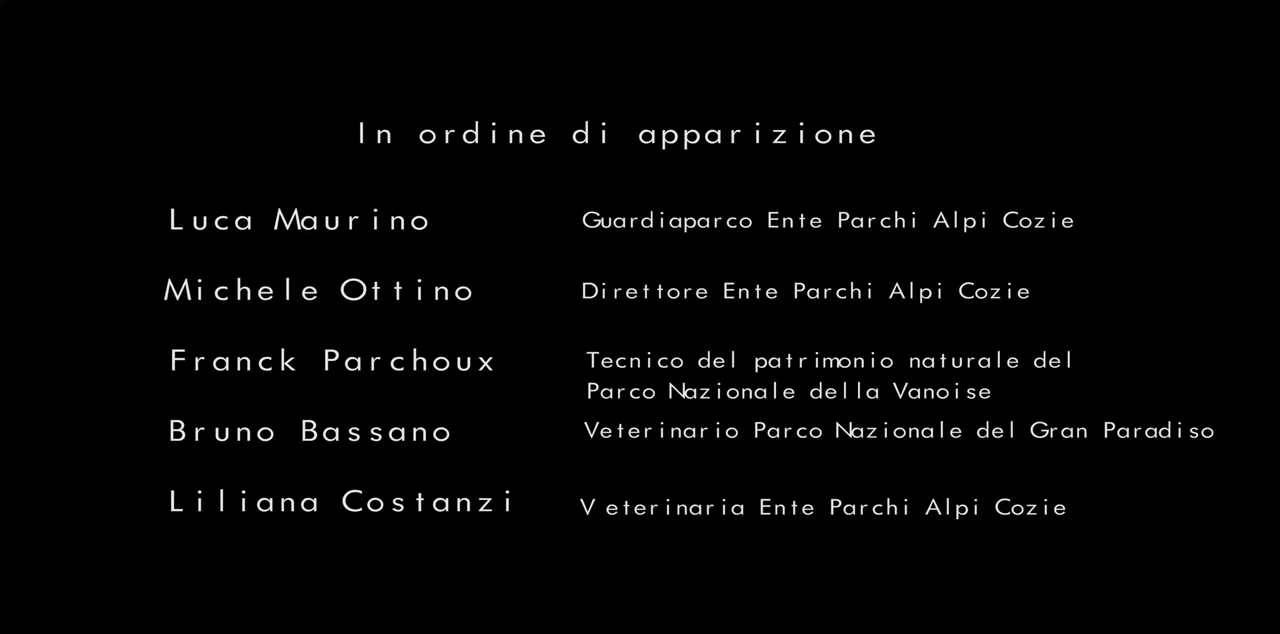 In ordine di apparizione
Luca Maurino Guardiaparco Ente Parchi Alpi Cozie
Michele Ottino Direttore Ente Parchi Alpi Cozie
Franck Parchoux Tecnico del patrimonio naturale del
Parco Nazionale della Vanoise
Bruno Bassano Veterinario Parco Nazionale del Gran Paradiso
Liliana Costanzi Veterinaria Ente Parchi Alpi Cozie